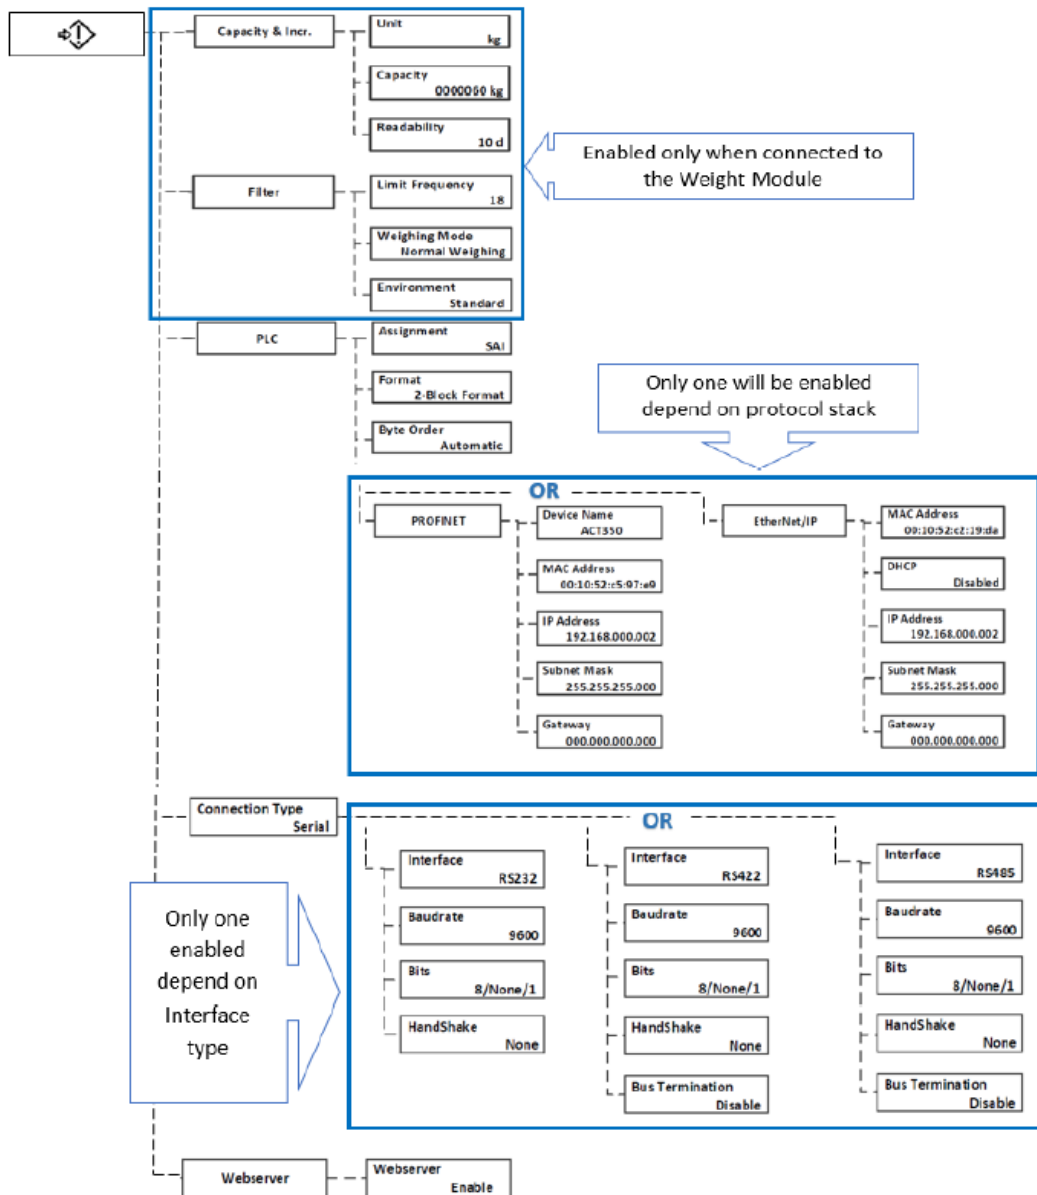 Capacity & Incr.
Unit
kg
Capacity
0000060 kg
Readability
10 d
Enabled only when connected to
the Weight Module
Filter
Limit Frequency
18
Weighing Mode
Normal Weighing
Environment
Standard
PLC
Assignment
SAI
Format
2-Block Format
Byte Order
Automatic
Only one will be enabled
depend on protocol stack
OR
PROFINET
Device Name
ACT350
MAC Address
00:10:52:c5:97:e9
IP Address
192.168.000.002
Subnet Mask
255.255.255.000
Gateway
000.000.000.000
EtherNet/IP
MAC Address
00:10:52:c2:19:da
DHCP
Disabled
IP Address
192.168.000.002
Subnet Mask
255.255.255.000
Gateway
000.000.000.000
Connection Type
Serial
OR
Only one
enabled
depend on
Interface
type
Interface
RS232
Baudrate
9600
Bits
8/None/1
HandShake
None
Interface
RS422
Baudrate
9600
Bits
8/None/1
HandShake
None
Bus Termination
Disable
Interface
RS485
Baudrate
9600
Bits
8/None/1
HandShake
None
Bus Termination
Disable
Webserver
Webserver
Enable